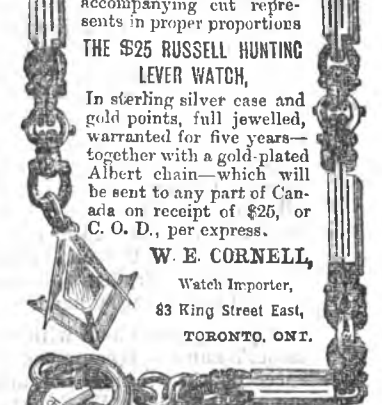 accompanying cut repre-
sents in proper proportions
THE $25 RUSSELL HUNTING
LEVER WATCH,
In sterling silver case and
gold points, full jewelled,
warranted for five years—
together with a gold-plated
Albert chain—which will
be sent to any part of Can-
ada on receipt of $25, or
C. O. D., per express.
W. E. CORNELL,
Watch Importer,
83 King Street East,
TORONTO, ONT.